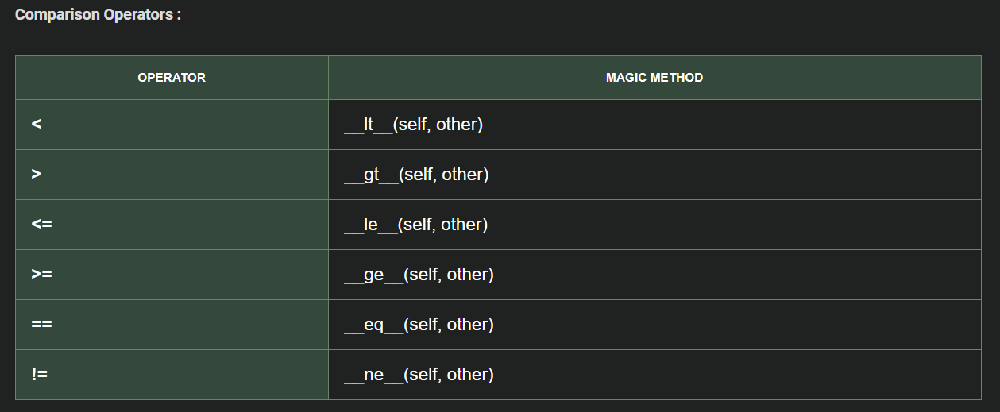 Comparison Operators :
OPERATOR MAGIC METHOD
< __lt__(self, other)
> __gt__(self, other)
<= __le__(self, other)
>= __ge__(self, other)
== __eq__(self, other)
!= __ne__(self, other)